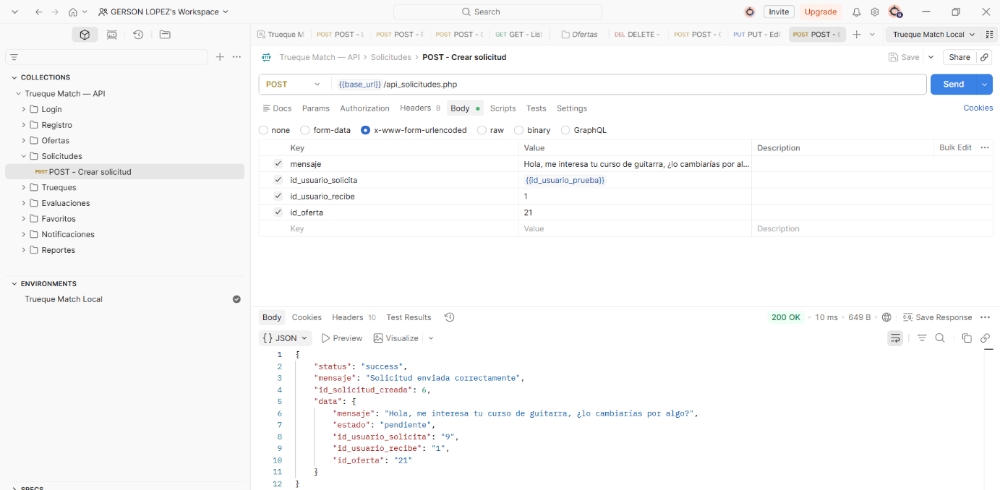 GERSON LOPEZ's Workspace
Search
Invite
Upgrade
Trueque M
POST POST - 
POST POST - 
POST POST - 
GET GET - Lis
Ofertas
DEL DELETE -
POST POST - 
PUT PUT - Edi
POST POST - 
Trueque Match Local
HTTP Trueque Match — API > Solicitudes > POST - Crear solicitud
Save
Share
COLLECTIONS
Trueque Match — API
Login
Registro
Ofertas
Solicitudes
POST POST - Crear solicitud
Trueques
Evaluaciones
Favoritos
Notificaciones
Reportes
ENVIRONMENTS
Trueque Match Local
SPECS
POST
{{base_url}} /api_solicitudes.php
Send
Docs Params Authorization Headers 8 Body Scripts Tests Settings
Cookies
none form-data x-www-form-urlencoded raw binary GraphQL
Key Value Description Bulk Edit
mensaje Hola, me interesa tu curso de guitarra, ¿lo cambiarías por al...
id_usuario_solicita {{id_usuario_prueba}}
id_usuario_recibe 1
id_oferta 21
Key Value Description
Body Cookies Headers 10 Test Results
200 OK 10 ms 649 B e.g. Save Response
{} JSON Preview Visualize
1 {
2 "status": "success",
3 "mensaje": "Solicitud enviada correctamente",
4 "id_solicitud_creada": 6,
5 "data": {
6 "mensaje": "Hola, me interesa tu curso de guitarra, ¿lo cambiarías por algo?",
7 "estado": "pendiente",
8 "id_usuario_solicita": "9",
9 "id_usuario_recibe": "1",
10 "id_oferta": "21"
11 }
12 }